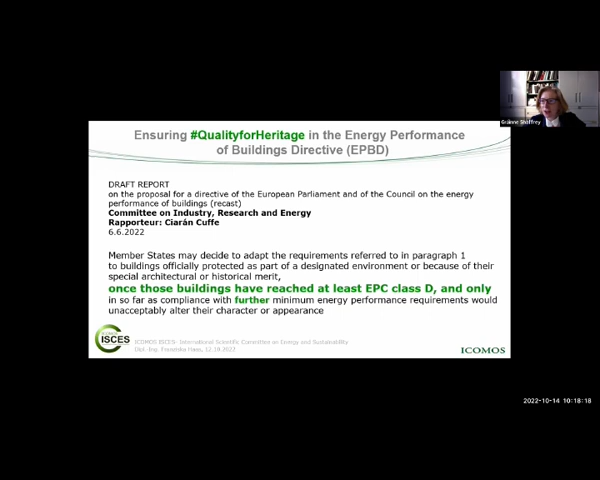 Gráinne Shaffrey
Ensuring #QualityforHeritage in the Energy Performance
of Buildings Directive (EPBD)
DRAFT REPORT
on the proposal for a directive of the European Parliament and of the Council on the energy
performance of buildings (recast)
Committee on Industry, Research and Energy
Rapporteur: Ciarán Cuffe
6.6.2022
Member States may decide to adapt the requirements referred to in paragraph 1
to buildings officially protected as part of a designated environment or because of their
special architectural or historical merit,
once those buildings have reached at least EPC class D, and only
in so far as compliance with further minimum energy performance requirements would
unacceptably alter their character or appearance
ISCES
ICOMOS ISCES- International Scientific Committee on Energy and Sustainability
Dipl.-Ing. Franziska Haas, 12.10.2022
ICOMOS
2022-10-14 10:18:18